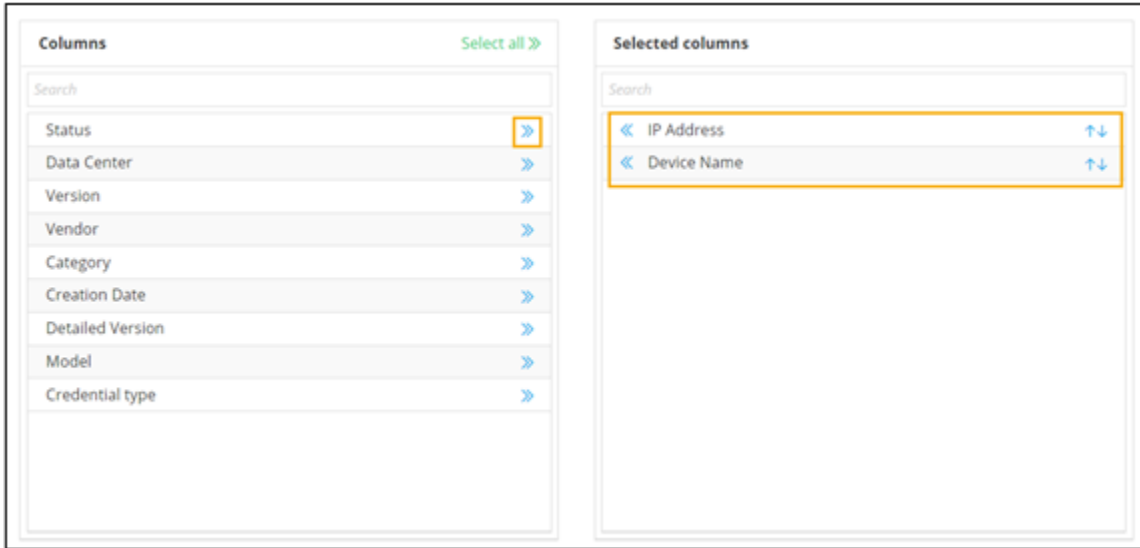 Columns
Select all
Search
Status
Data Center
Version
Vendor
Category
Creation Date
Detailed Version
Model
Credential type
Selected columns
Search
IP Address
Device Name